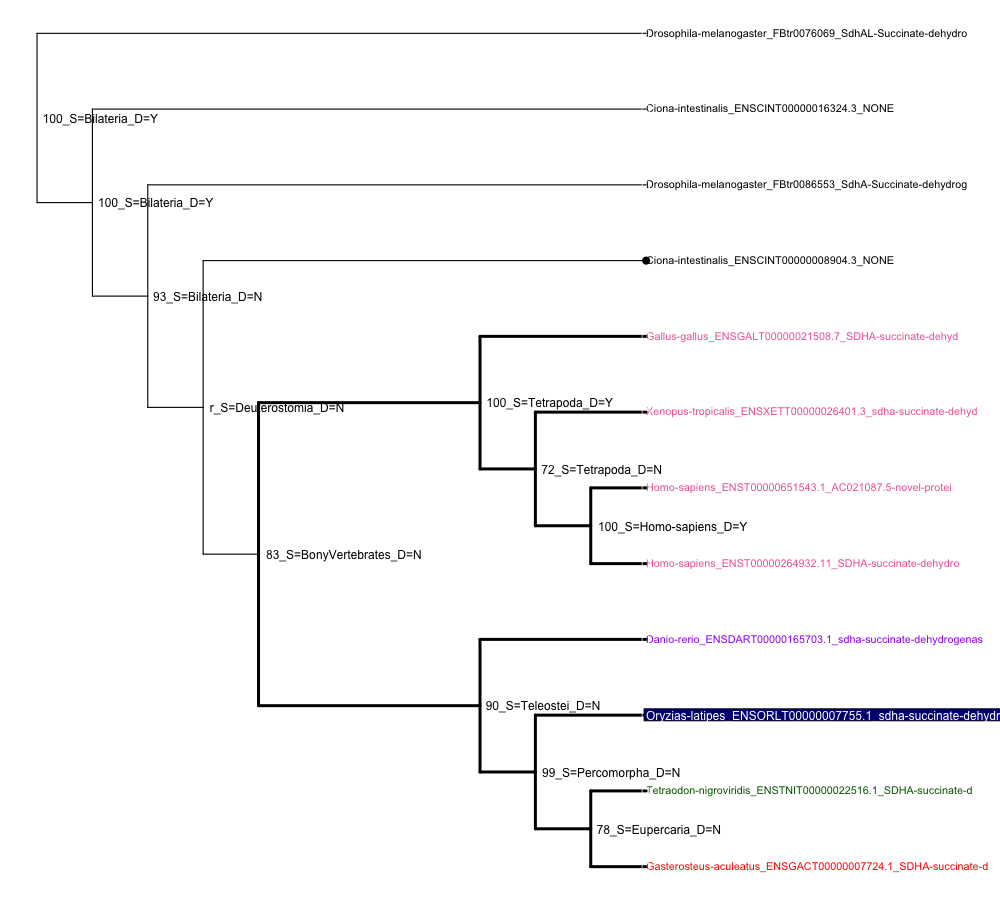 Drosophila-melanogaster_FBtr0076069_SdhAL-Succinate-dehydro
Ciona-intestinalis_ENSCINT00000016324.3_NONE
100_S=Bilateria_D=Y
Drosophila-melanogaster_FBtr0086553_SdhA-Succinate-dehydrog
100_S=Bilateria_D=Y
Ciona-intestinalis_ENSCINT00000008904.3_NONE
93_S=Bilateria_D=N
Gallus-gallus_ENSGALT00000021508.7_SDHA-succinate-dehyd
100_S=Tetrapoda_D=Y
r_S=Deuterostomia_D=N
Xenopus-tropicalis_ENSXETT00000026401.3_sdha-succinate-dehyd
72_S=Tetrapoda_D=N
Homo-sapiens_ENST00000651543.1_AC021087.5-novel-protei
100_S=Homo-sapiens_D=Y
83_S=BonyVertebrates_D=N
Homo-sapiens_ENST00000264932.11_SDHA-succinate-dehydro
Danio-rerio_ENSDART00000165703.1_sdha-succinate-dehydrogenas
90_S=Teleostei_D=N
Oryzias-latipes_ENSORLT00000007755.1_sdha-succinate-dehydr
99_S=Percomorpha_D=N
Tetraodon-nigroviridis_ENSTNIT00000022516.1_SDHA-succinate-d
78_S=Eupercaria_D=N
Gasterosteus-aculeatus_ENSGACT00000007724.1_SDHA-succinate-d